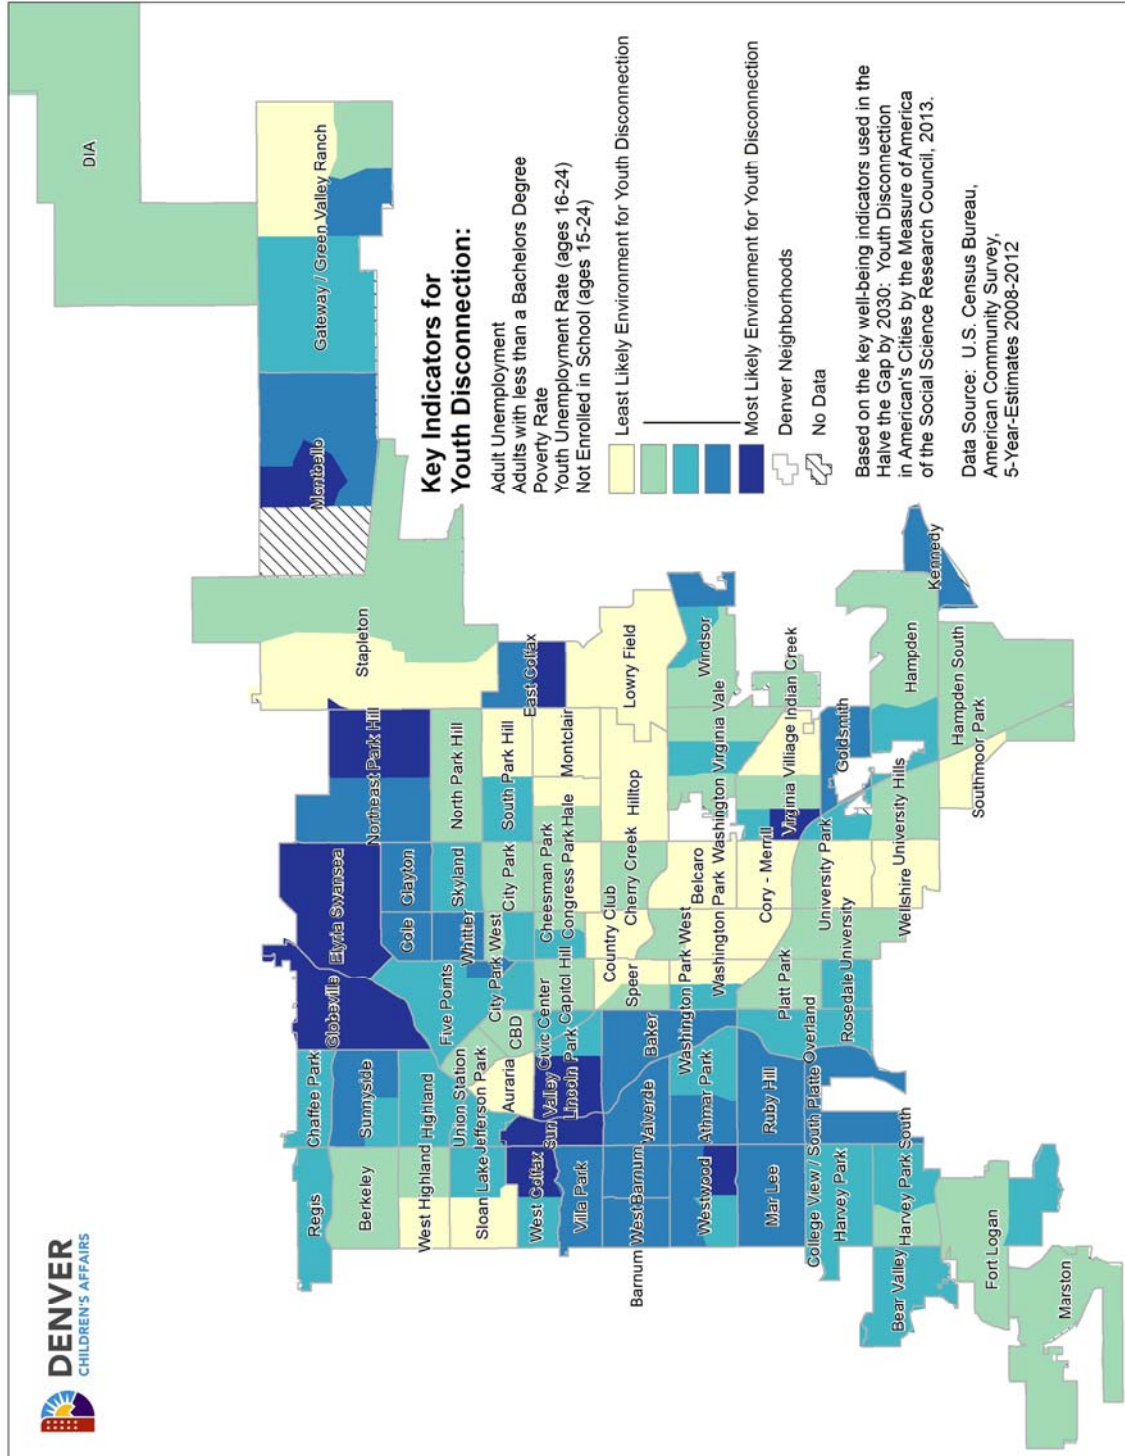 DENVER
CHILDREN'S AFFAIRS
DIA
Gateway / Green Valley Ranch
Montbello
Stapleton
Chaffee Park
Globeville
Elyria Swansea
Northeast Park Hill
Regis
Sunnyside
Berkeley
Cole
Clayton
West Highland
Highland
Five Points
Whittier
Skyland
North Park Hill
Sloan Lake
Jefferson Park
Union Station
CBD
City Park West
City Park
South Park Hill
East Colfax
West Colfax
Sun Valley
Auraria
Lincoln Park
Civic Center
Capitol Hill
Cheesman Park
Congress Park
Hale
Montclair
Villa Park
Barnum West
Barnum
Valverde
Baker
Speer
Country Club
Cherry Creek
Hilltop
Lowry Field
Westwood
Athmar Park
Washington Park West
Washington Park
Belcaro
Washington Virginia Vale
Windsor
Mar Lee
Ruby Hill
Overland
Platt Park
Cory - Merrill
Virginia Villiage
Indian Creek
College View / South Platte
Harvey Park
Rosedale
University
University Park
Goldsmith
Bear Valley
Harvey Park South
Wellshire
University Hills
Hampden
Kennedy
Fort Logan
Southmoor Park
Hampden South
Marston
Key Indicators for
Youth Disconnection:
Adult Unemployment
Adults with less than a Bachelors Degree
Poverty Rate
Youth Unemployment Rate (ages 16-24)
Not Enrolled in School (ages 15-24)
Least Likely Environment for Youth Disconnection
Most Likely Environment for Youth Disconnection
Denver Neighborhoods
No Data
Based on the key well-being indicators used in the
Halve the Gap by 2030: Youth Disconnection
in American's Cities by the Measure of America
of the Social Science Research Council, 2013.
Data Source: U.S. Census Bureau,
American Community Survey,
5-Year-Estimates 2008-2012